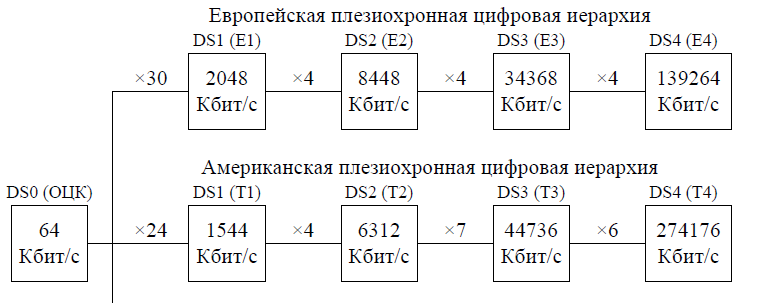 Европейская плезиохронная цифровая иерархия
DS1 (E1) DS2 (E2) DS3 (E3) DS4 (E4)
×30 2048 ×4 8448 ×4 34368 ×4 139264
Кбит/с Кбит/с Кбит/с Кбит/с
Американская плезиохронная цифровая иерархия
DS0 (ОЦК) DS1 (T1) DS2 (T2) DS3 (T3) DS4 (T4)
64 ×24 1544 ×4 6312 ×7 44736 ×6 274176
Кбит/с Кбит/с Кбит/с Кбит/с Кбит/с